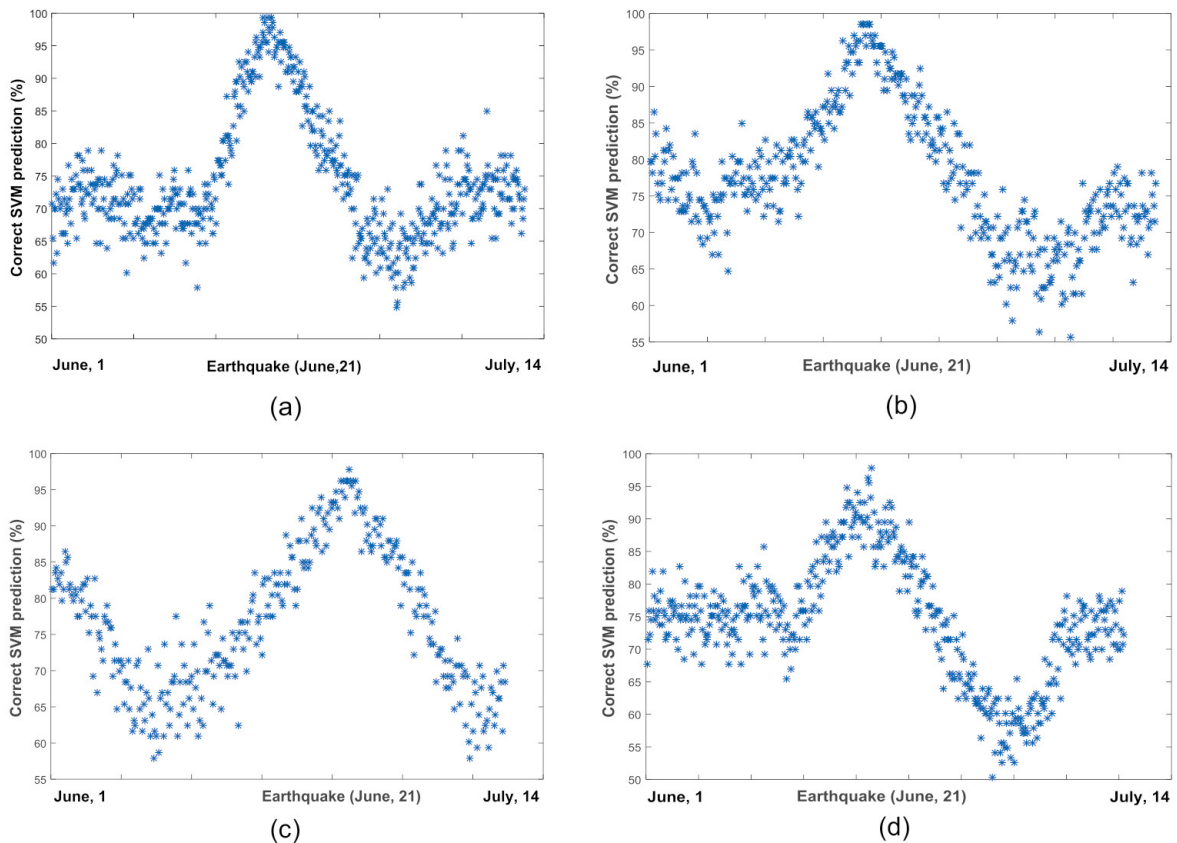 100
95
90
85
80
75
70
65
60
55
50
Correct SVM prediction (%)
June, 1
Earthquake (June,21)
July, 14
(a)
100
95
90
85
80
75
70
65
60
55
Correct SVM prediction (%)
June, 1
Earthquake (June, 21)
July, 14
(b)
100
95
90
85
80
75
70
65
60
55
Correct SVM prediction (%)
June, 1
Earthquake (June, 21)
July, 14
(c)
100
95
90
85
80
75
70
65
60
55
50
Correct SVM prediction (%)
June, 1
Earthquake (June, 21)
July, 14
(d)